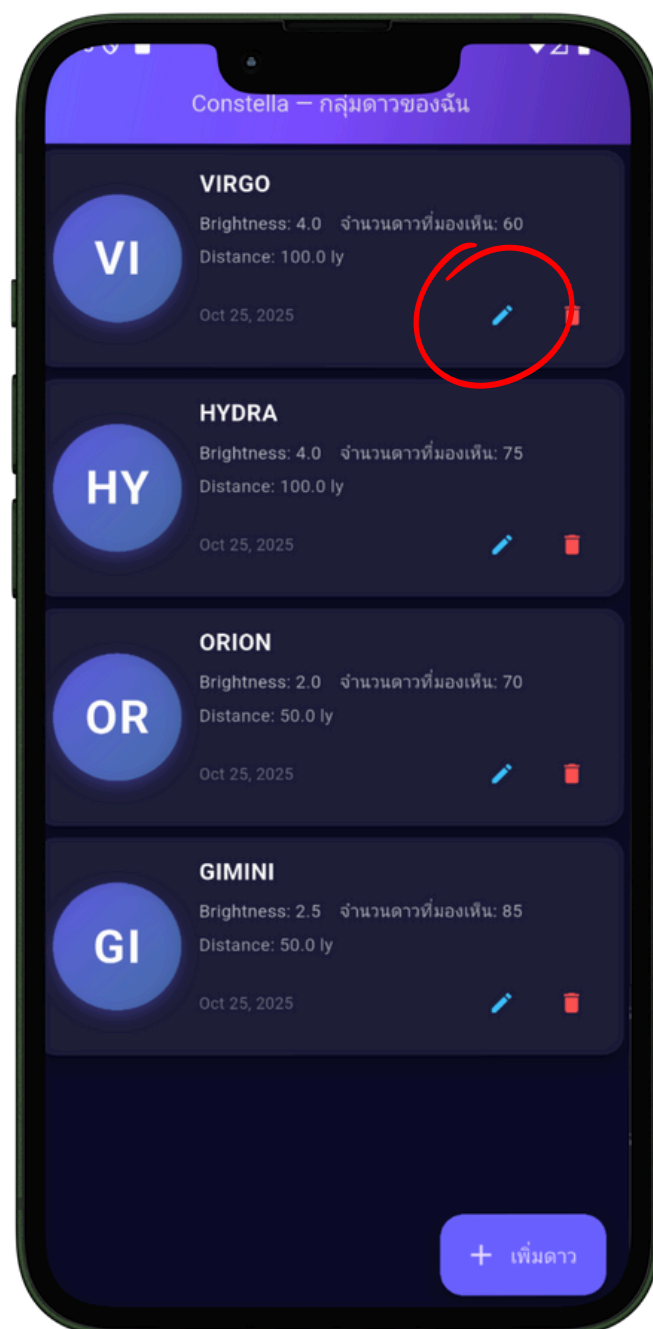 Constella — กลุ่มดาวของฉัน
VIRGO
Brightness: 4.0 จำนวนดาวที่มองเห็น: 60
VI
Distance: 100.0 ly
Oct 25, 2025
HYDRA
Brightness: 4.0 จำนวนดาวที่มองเห็น: 75
HY
Distance: 100.0 ly
Oct 25, 2025
ORION
Brightness: 2.0 จำนวนดาวที่มองเห็น: 70
OR
Distance: 50.0 ly
Oct 25, 2025
GIMINI
Brightness: 2.5 จำนวนดาวที่มองเห็น: 85
GI
Distance: 50.0 ly
Oct 25, 2025
+ เพิ่มดาว